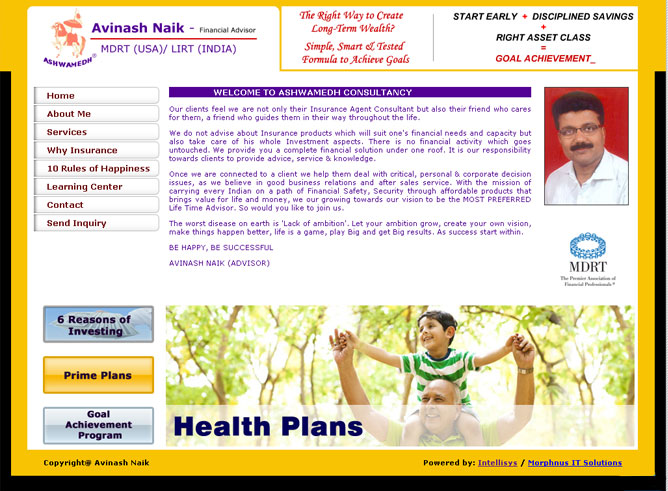 ASHWAMEDH®
Avinash Naik - Financial Advisor
MDRT (USA)/ LIRT (INDIA)
The Right Way to Create
Long-Term Wealth?
Simple, Smart & Tested
Formula to Achieve Goals
START EARLY + DISCIPLINED SAVINGS
+
RIGHT ASSET CLASS
=
GOAL ACHIEVEMENT_
Home
About Me
Services
Why Insurance
10 Rules of Happiness
Learning Center
Contact
Send Inquiry
WELCOME TO ASHWAMEDH CONSULTANCY
Our clients feel we are not only their Insurance Agent Consultant but also their friend who cares
for them, a friend who guides them in their way throughout the life.
We do not advise about Insurance products which will suit one's financial needs and capacity but
also take care of his whole Investment aspects. There is no financial activity which goes
untouched. We provide you a complete financial solution under one roof. It is our responsibility
towards clients to provide advice, service & knowledge.
Once we are connected to a client we help them deal with critical, personal & corporate decision
issues, as we believe in good business relations and after sales service. With the mission of
carrying every Indian on a path of Financial Safety, Security through affordable products that
brings value for life and money, we our growing towards our vision to be the MOST PREFERRED
Life Time Advisor. So would you like to join us.
The worst disease on earth is 'Lack of ambition'. Let your ambition grow, create your own vision,
make things happen better, life is a game, play Big and get Big results. As success start within.
BE HAPPY, BE SUCCESSFUL
AVINASH NAIK (ADVISOR)
MDRT
The Premier Association of
Financial Professionals.®
6 Reasons of
Investing
Prime Plans
Goal
Achievement
Program
Health Plans
Copyright@ Avinash Naik
Powered by: Intellisys / Morphnus IT Solutions